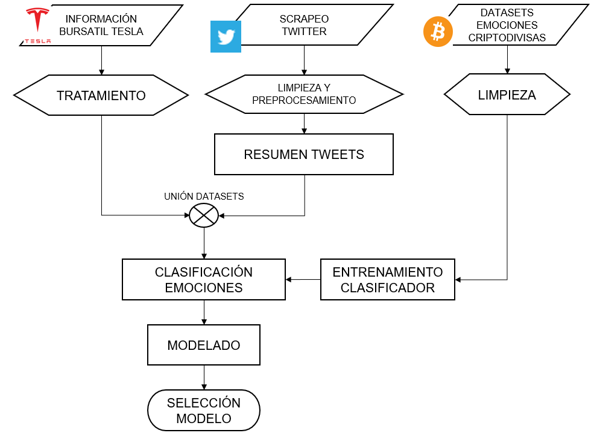 INFORMACIÓN
BURSATIL TESLA
TESLA
SCRAPEO
TWITTER
DATASETS
EMOCIONES
CRIPTODIVISAS
TRATAMIENTO
LIMPIEZA Y
PREPROCESAMIENTO
LIMPIEZA
RESUMEN TWEETS
UNIÓN DATASETS
CLASIFICACIÓN
EMOCIONES
ENTRENAMIENTO
CLASIFICADOR
MODELADO
SELECCIÓN
MODELO